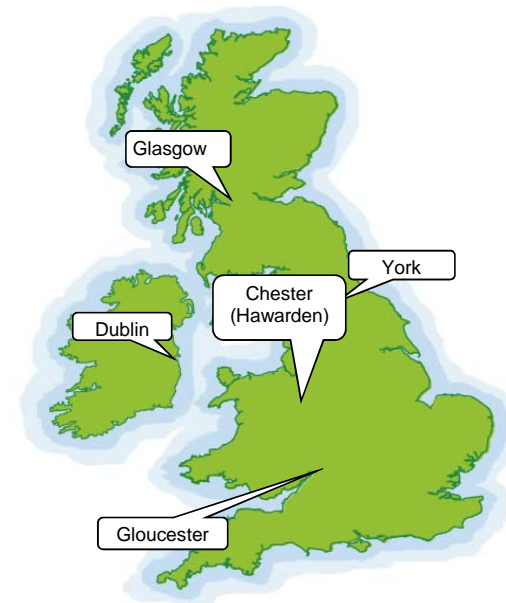 Glasgow
York
Chester
(Hawarden)
Dublin
Gloucester